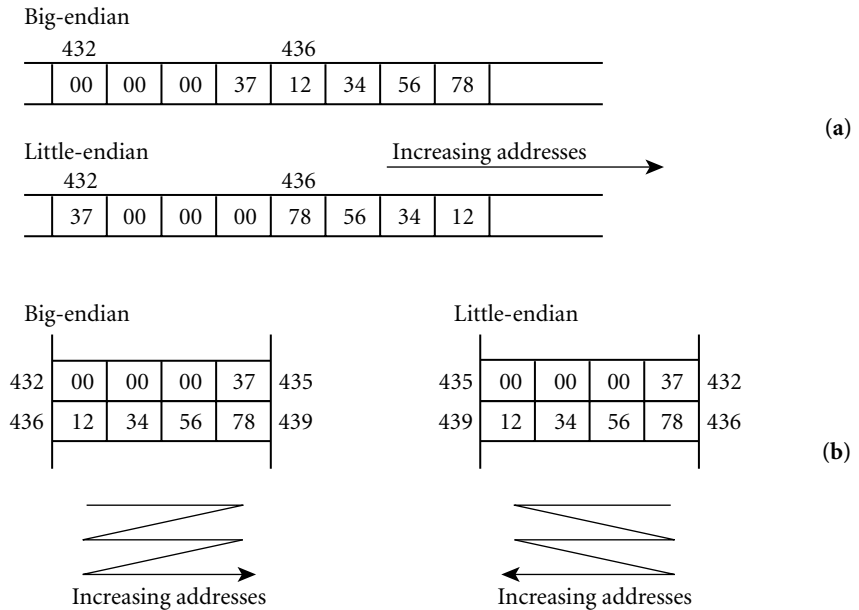 Big-endian
432 436
00 00 00 37 12 34 56 78
(a)
Little-endian
Increasing addresses
432 436
37 00 00 00 78 56 34 12
Big-endian
432 00 00 00 37 435
436 12 34 56 78 439
Increasing addresses
Little-endian
435 00 00 00 37 432
439 12 34 56 78 436
Increasing addresses
(b)